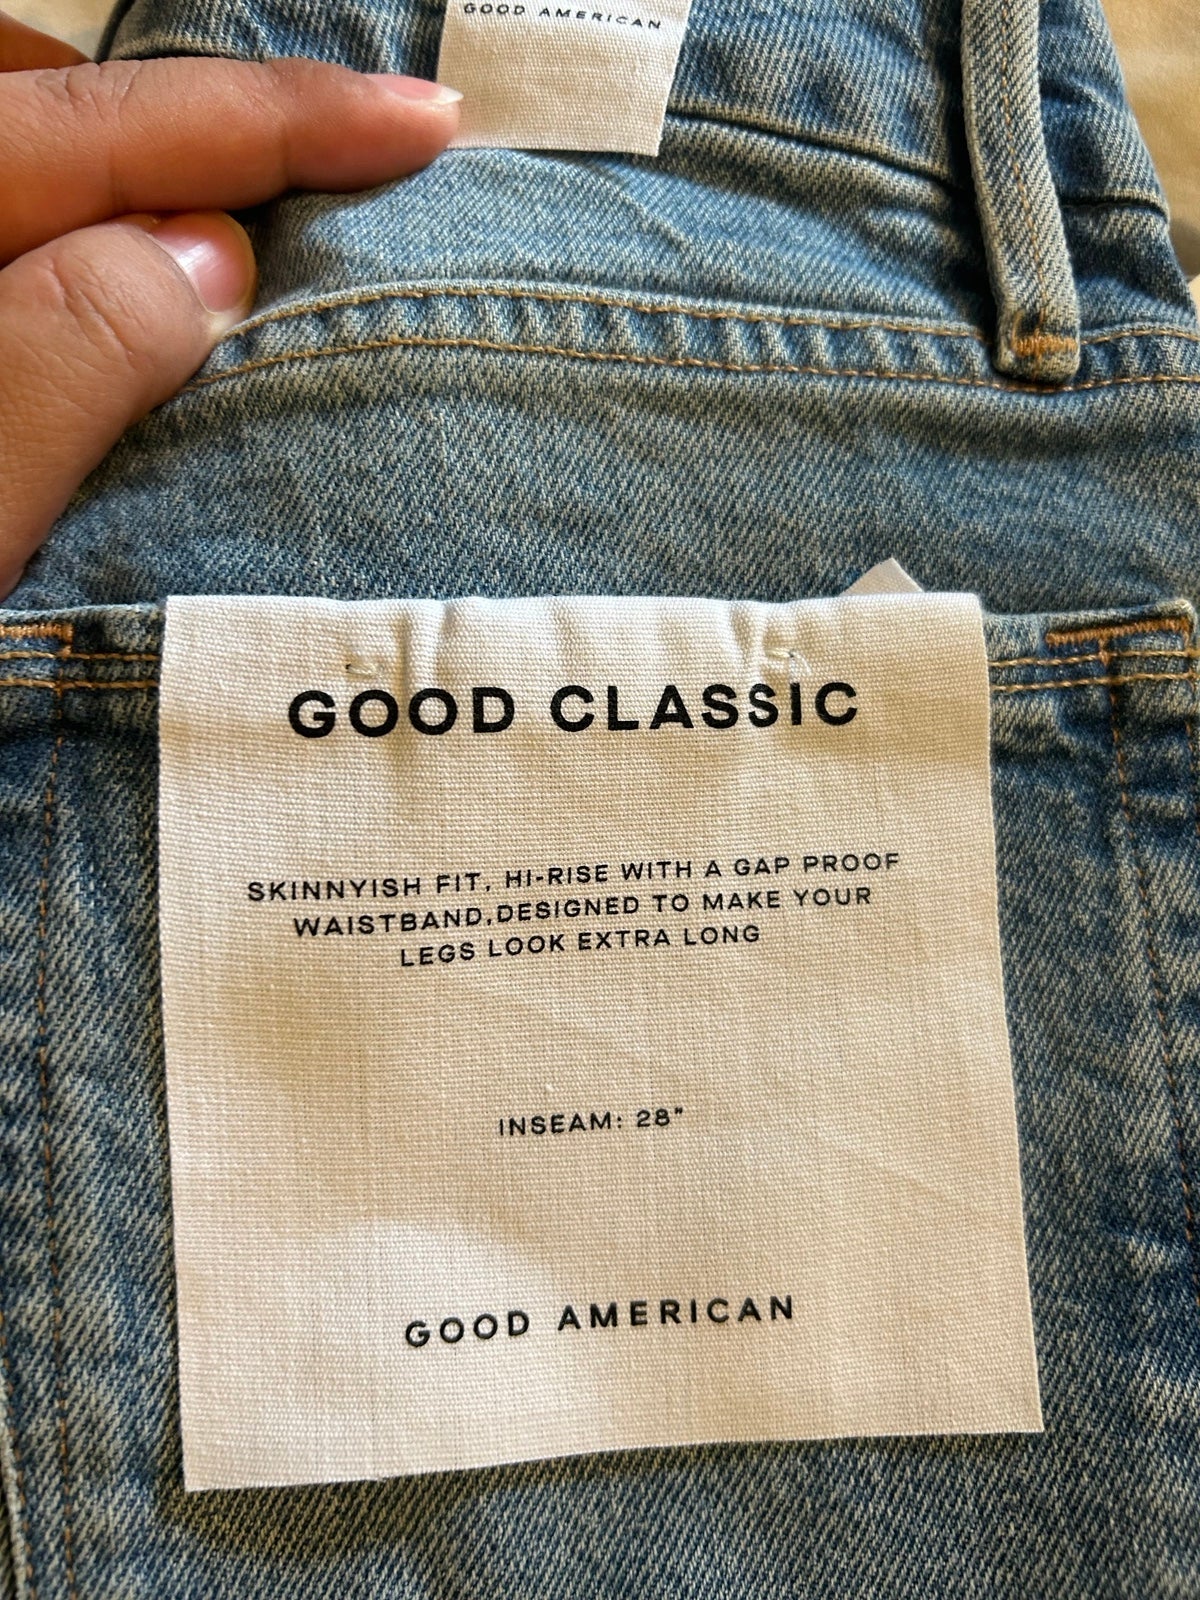 GOOD AMERICAN
GOOD CLASSIC
SKINNYISH FIT, HI-RISE WITH A GAP PROOF
WAISTBAND,DESIGNED TO MAKE YOUR
LEGS LOOK EXTRA LONG
INSEAM: 28"
GOOD AMERICAN